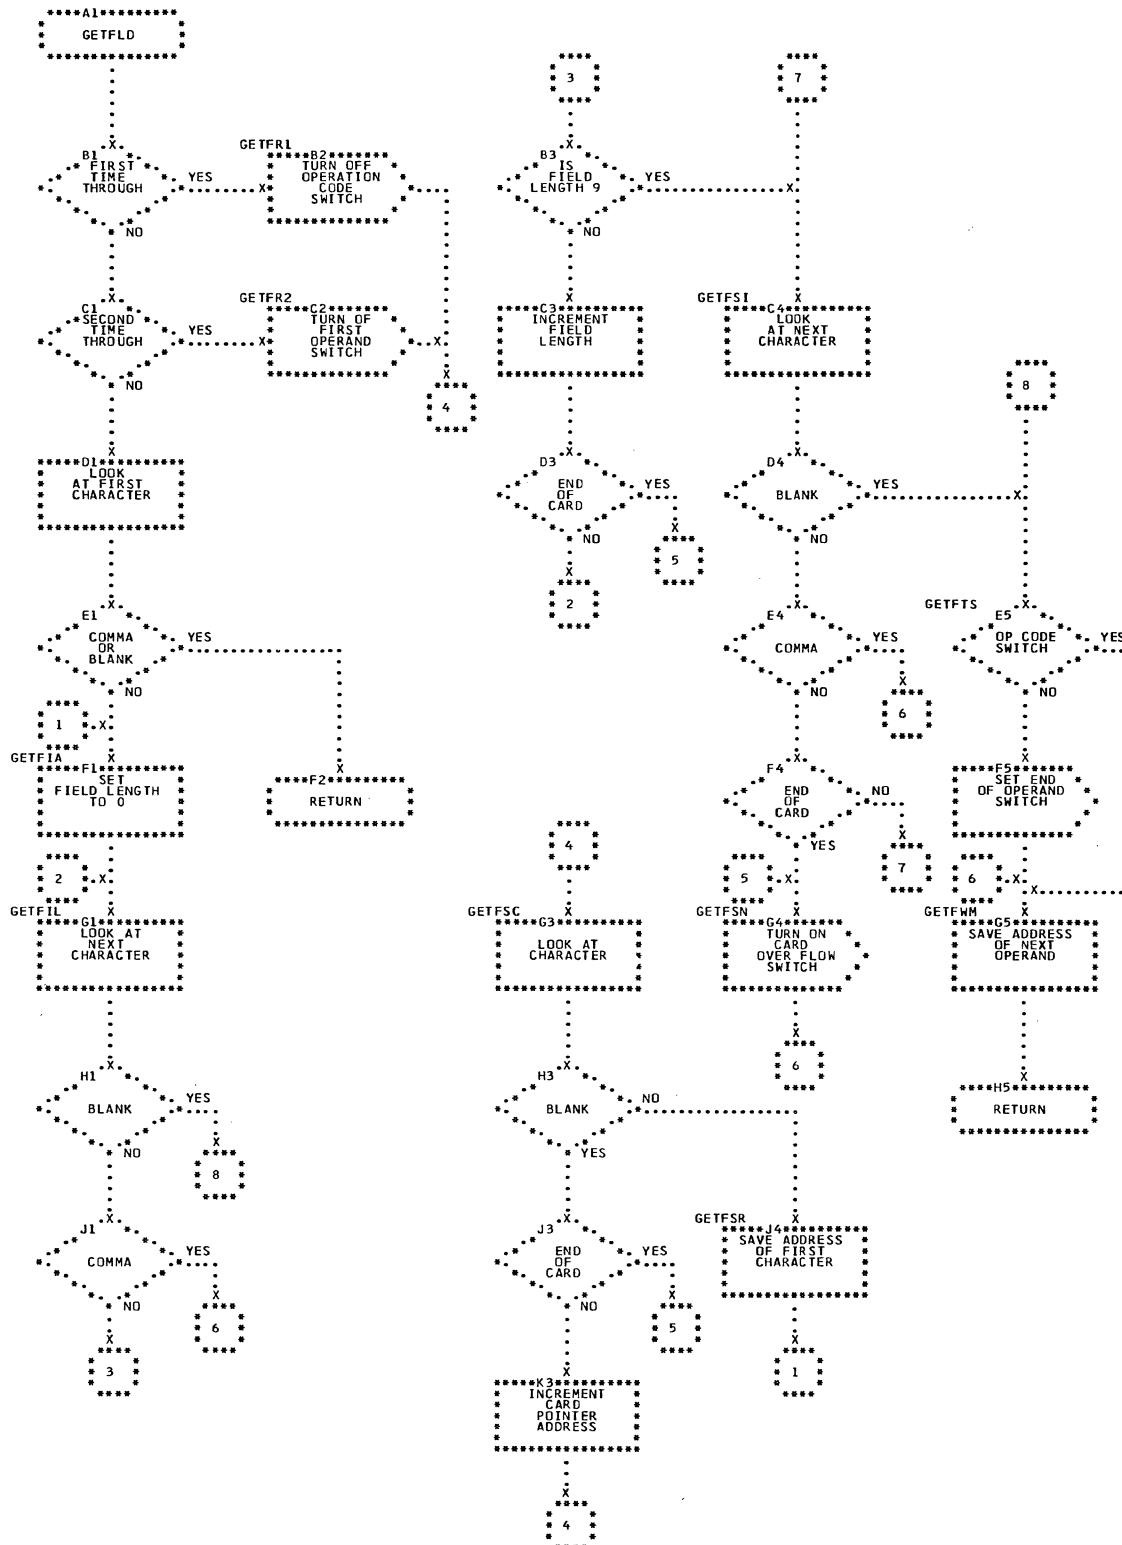 A1
GETFLD
B1
FIRST
TIME
THROUGH
YES
NO
GETFR1
B2
TURN OFF
OPERATION
CODE
SWITCH
C1
SECOND
TIME
THROUGH
YES
NO
GETFR2
C2
TURN OF
FIRST
OPERAND
SWITCH
4
D1
LOOK
AT FIRST
CHARACTER
E1
COMMA
OR
BLANK
YES
NO
1
GETFIA
F1
SET
FIELD LENGTH
TO 0
F2
RETURN
2
GETFIL
G1
LOOK AT
NEXT
CHARACTER
H1
BLANK
YES
NO
8
J1
COMMA
YES
NO
6
3
3
B3
IS
FIELD
LENGTH 9
YES
NO
C3
INCREMENT
FIELD
LENGTH
D3
END
OF
CARD
YES
NO
5
2
4
GETFSC
G3
LOOK AT
CHARACTER
H3
BLANK
NO
YES
J3
END
OF
CARD
YES
NO
5
K3
INCREMENT
CARD
POINTER
ADDRESS
4
7
GETFSI
C4
LOOK
AT NEXT
CHARACTER
D4
BLANK
YES
NO
E4
COMMA
YES
NO
6
F4
END
OF
CARD
NO
YES
7
5
GETFSN
G4
TURN ON
CARD
OVER FLOW
SWITCH
6
GETFSR
J4
SAVE ADDRESS
OF FIRST
CHARACTER
1
8
GETFTS
E5
OP CODE
SWITCH
YES
NO
F5
SET END
OF OPERAND
SWITCH
6
GETFWM
G5
SAVE ADDRESS
OF NEXT
OPERAND
H5
RETURN